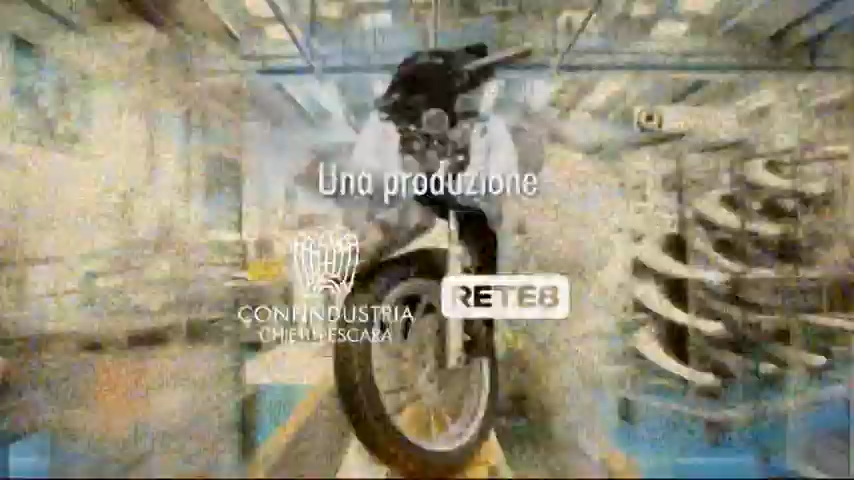 Una produzione
CONFINDUSTRIA
CHIETI PESCARA
RETE8